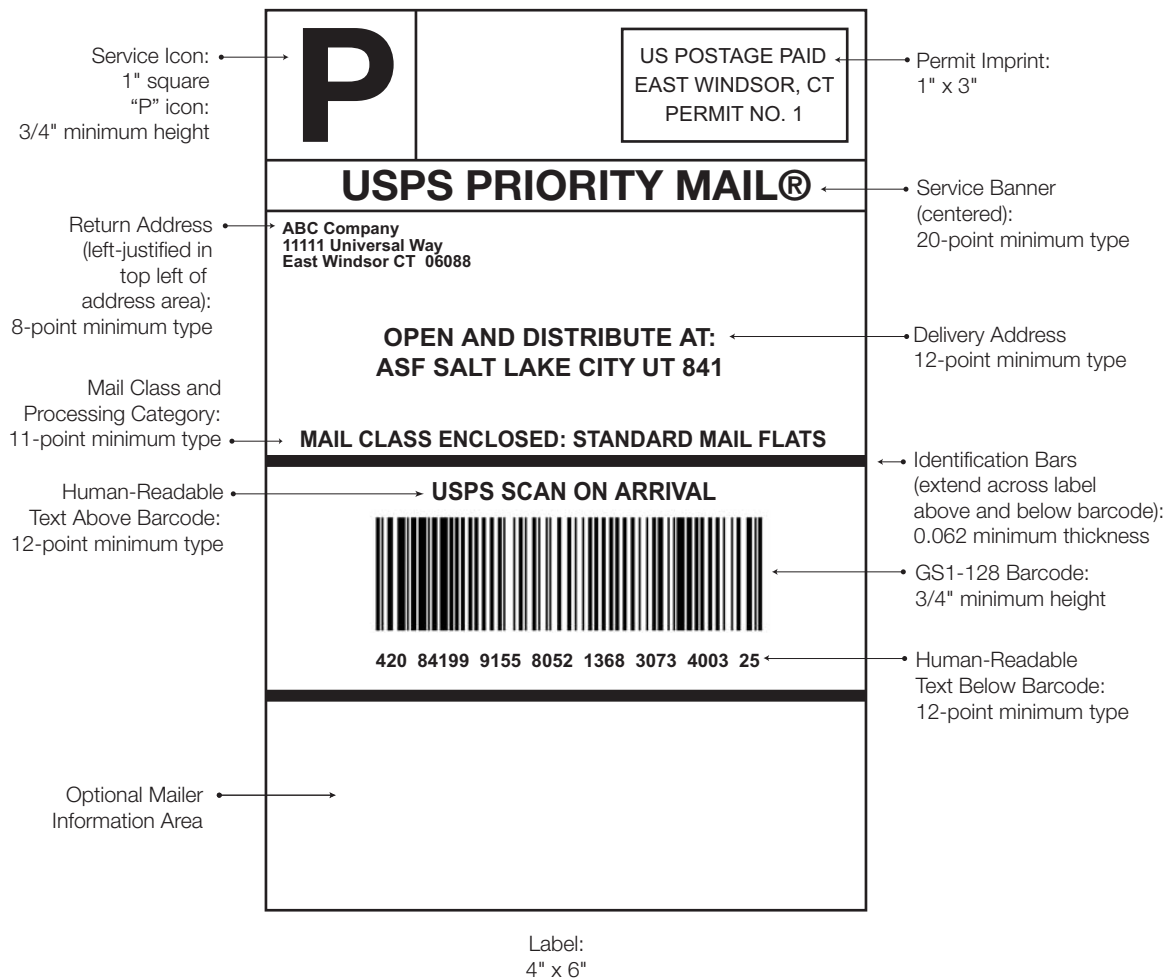 Service Icon:
1" square
“P” icon:
3/4" minimum height
P
US POSTAGE PAID
EAST WINDSOR, CT
PERMIT NO. 1
Permit Imprint:
1" x 3"
USPS PRIORITY MAIL®
Service Banner
(centered):
20-point minimum type
Return Address
(left-justified in
top left of
address area):
8-point minimum type
ABC Company
11111 Universal Way
East Windsor CT  06088
OPEN AND DISTRIBUTE AT:
ASF SALT LAKE CITY UT 841
Delivery Address
12-point minimum type
Mail Class and
Processing Category:
11-point minimum type
MAIL CLASS ENCLOSED: STANDARD MAIL FLATS
Identification Bars
(extend across label
above and below barcode):
0.062 minimum thickness
Human-Readable
Text Above Barcode:
12-point minimum type
USPS SCAN ON ARRIVAL
GS1-128 Barcode:
3/4" minimum height
420 84199 9155 8052 1368 3073 4003 25
Human-Readable
Text Below Barcode:
12-point minimum type
Optional Mailer
Information Area
Label:
4" x 6"